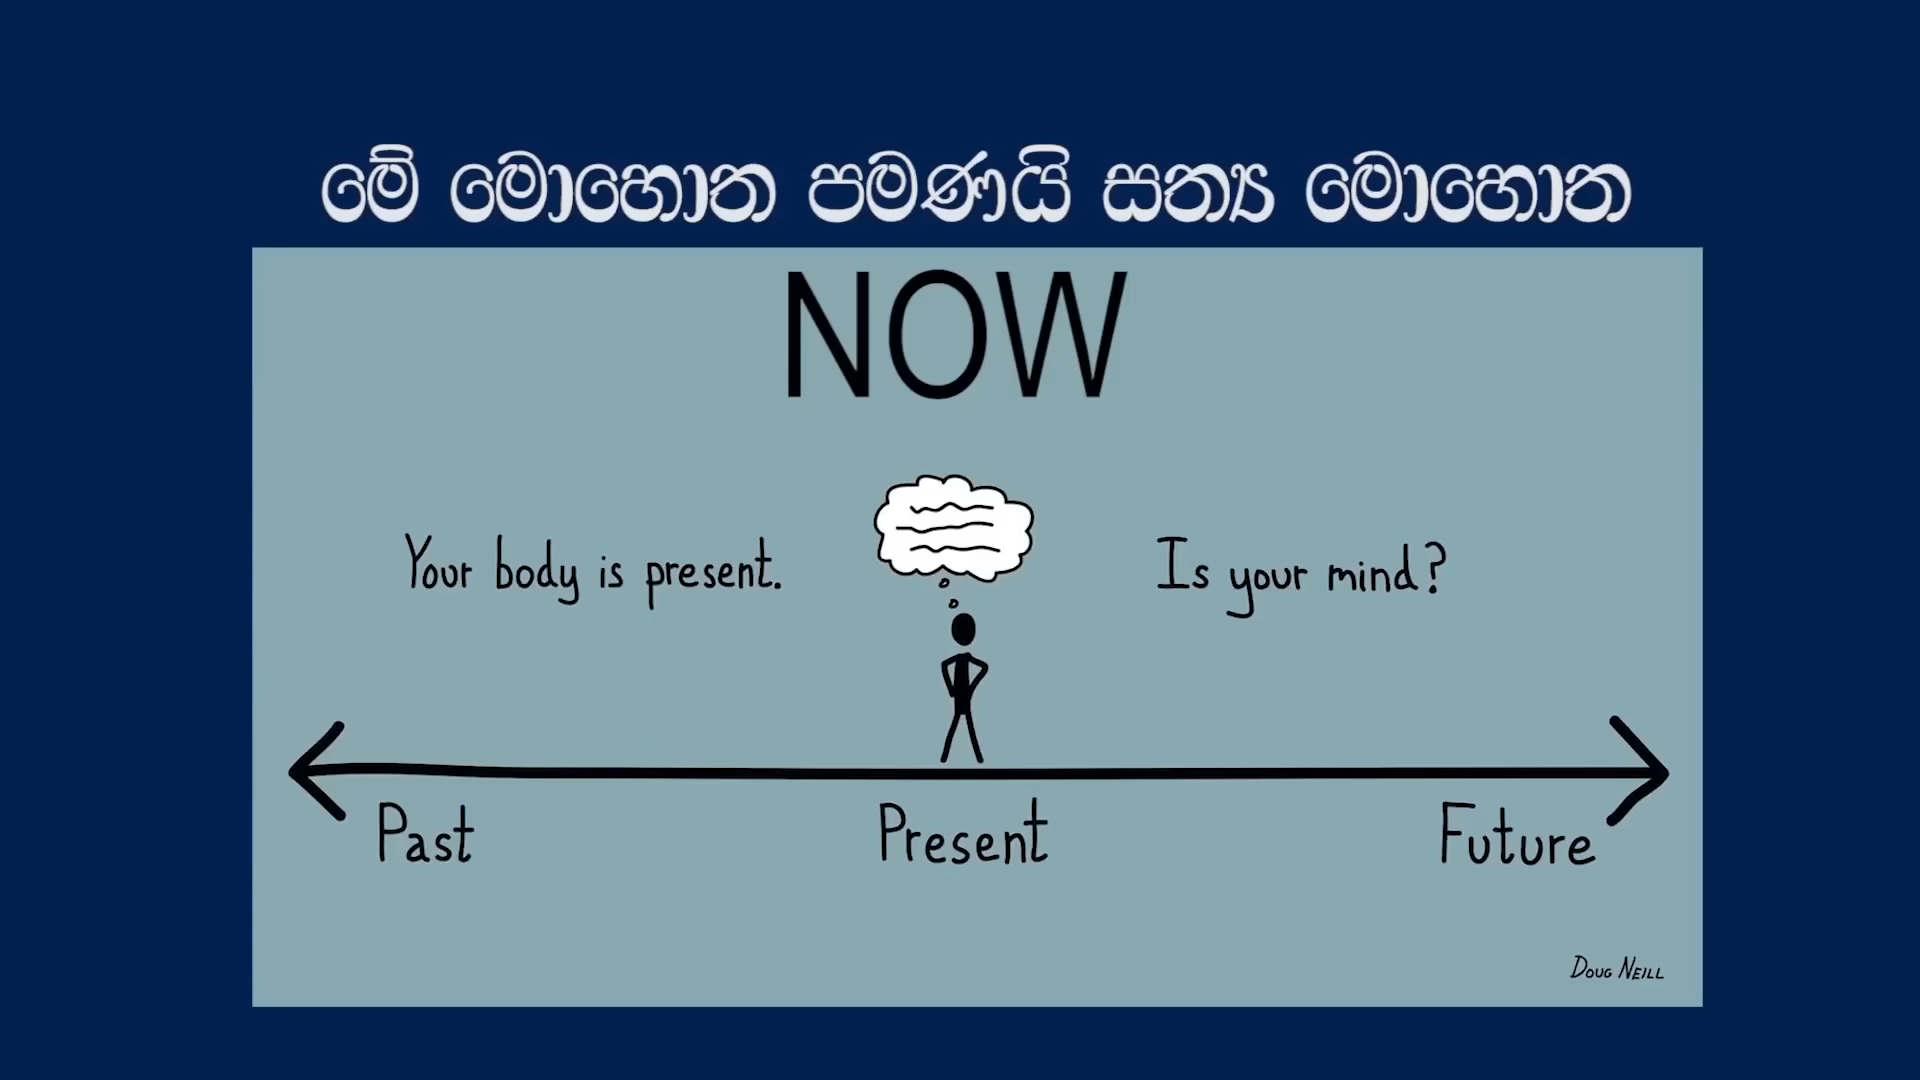 මේ මොහොත පමණයි සත්‍ය මොහොත
NOW
Your body is present.
Is your mind?
Past
Present
Future
Doug Neill